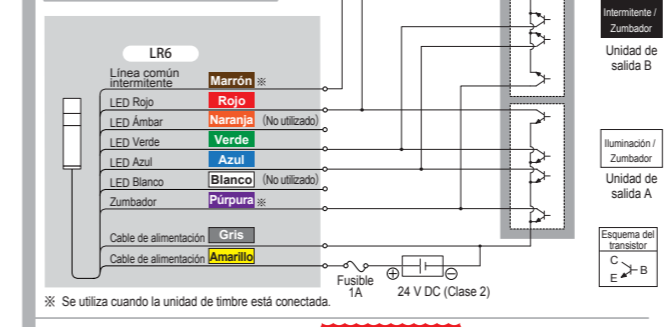 LR6
Línea común
intermitente
Marrón ※
LED Rojo Rojo
LED Ámbar Naranja (No utilizado)
LED Verde Verde
LED Azul Azul
LED Blanco Blanco (No utilizado)
Zumbador Púrpura ※
Cable de alimentación Gris
Cable de alimentación Amarillo
Fusible
1A
24 V DC (Clase 2)
※ Se utiliza cuando la unidad de timbre está conectada.
Intermitente /
Zumbador
Unidad de
salida B
Iluminación /
Zumbador
Unidad de
salida A
Esquema del
transistor
C
B
E